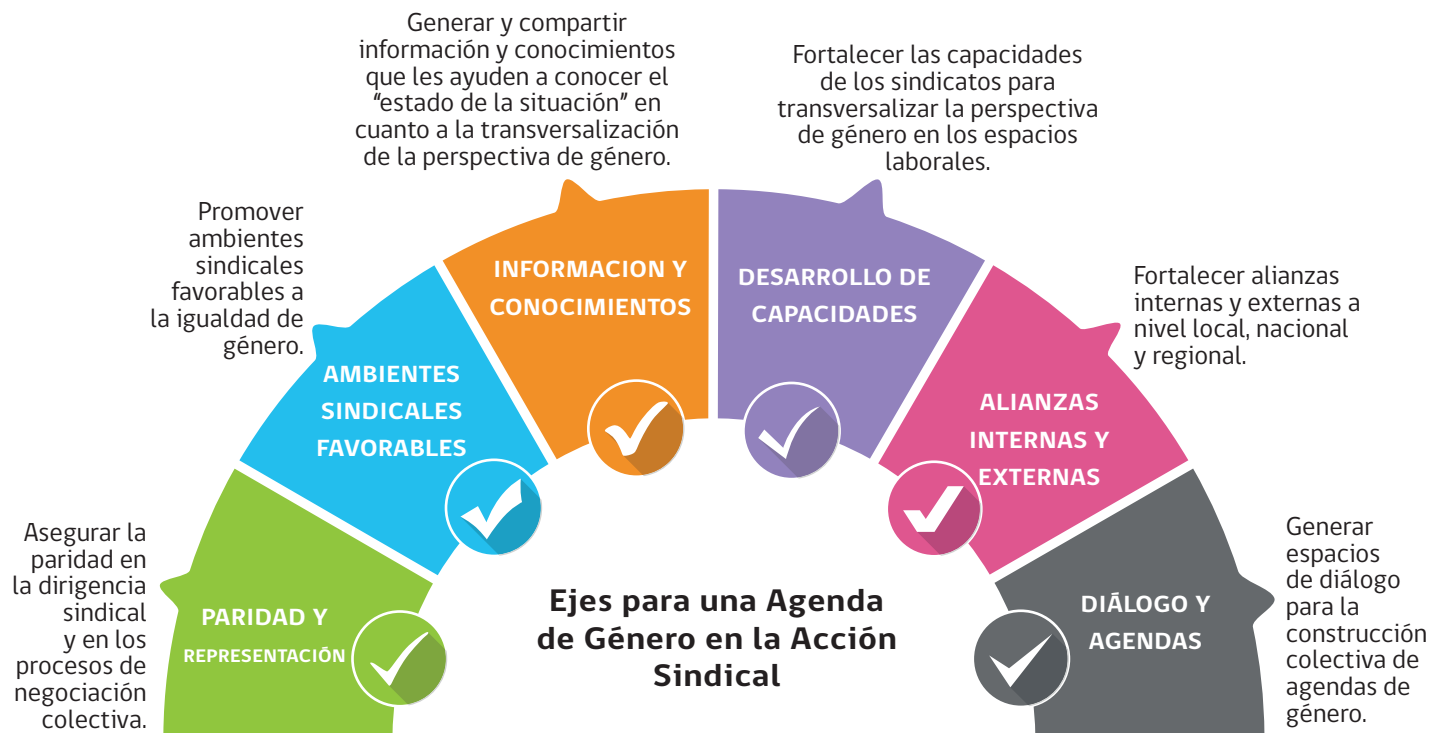 Generar y compartir
información y conocimientos
que les ayuden a conocer el
"estado de la situación" en
cuanto a la transversalización
de la perspectiva de género.
Fortalecer las capacidades
de los sindicatos para
transversalizar la perspectiva
de género en los espacios
laborales.
Promover
ambientes
sindicales
favorables a
la igualdad de
género.
INFORMACION Y
CONOCIMIENTOS
DESARROLLO DE
CAPACIDADES
Fortalecer alianzas
internas y externas a
nivel local, nacional
y regional.
AMBIENTES
SINDICALES
FAVORABLES
ALIANZAS
INTERNAS Y
EXTERNAS
Asegurar la
paridad en
la dirigencia
sindical
y en los
procesos de
negociación
colectiva.
PARIDAD Y
REPRESENTACIÓN
Ejes para una Agenda
de Género en la Acción
Sindical
DIÁLOGO Y
AGENDAS
Generar
espacios
de diálogo
para la
construcción
colectiva de
agendas de
género.